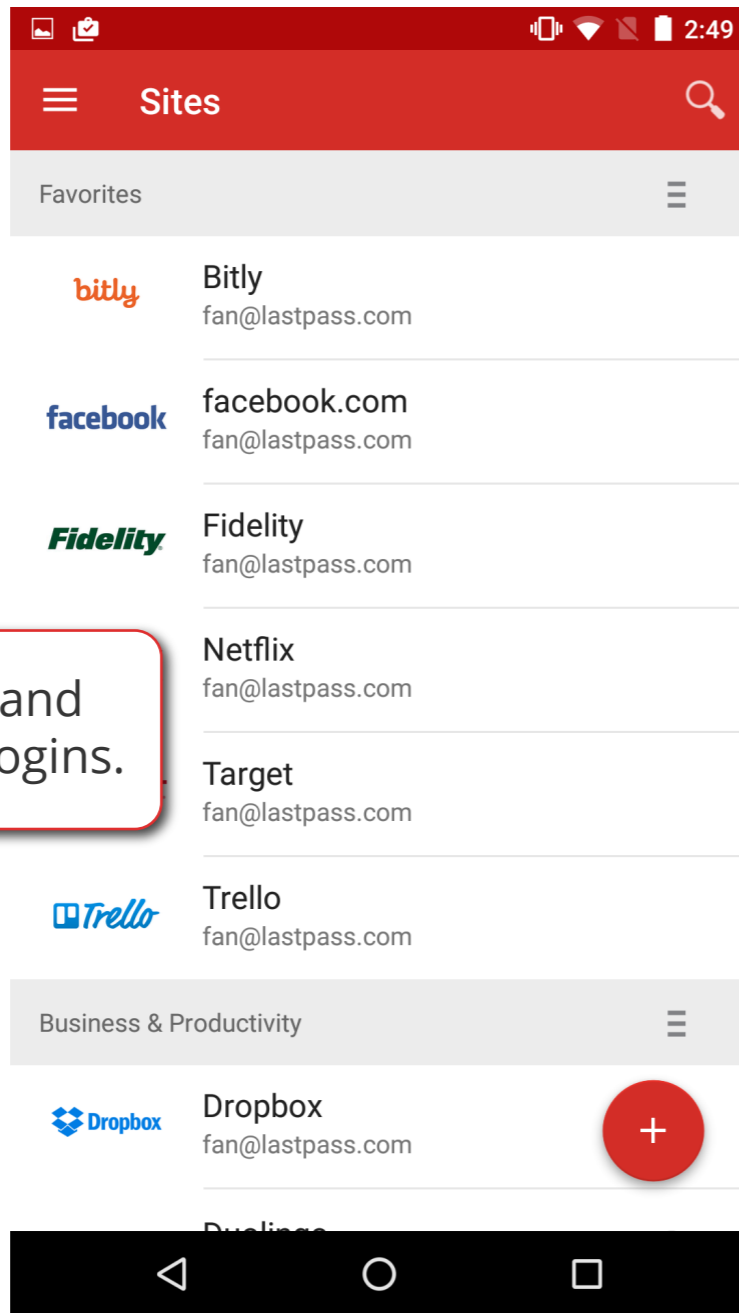 2:49
Sites
Favorites
bitly
Bitly
fan@lastpass.com
facebook
facebook.com
fan@lastpass.com
Fidelity
Fidelity
fan@lastpass.com
Netflix
fan@lastpass.com
and
ogins.
Target
fan@lastpass.com
Trello
Trello
fan@lastpass.com
Business & Productivity
Dropbox
Dropbox
fan@lastpass.com
+